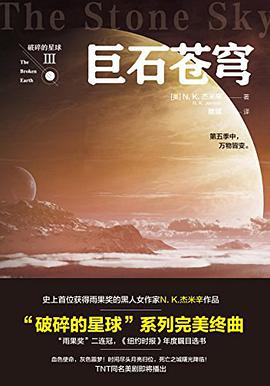 The Stone Sky
破碎的星球
III
The
Broken Earth
巨石苍穹
[美] N. K. 杰米辛 著
N. K. Jemisin
雒城 译
第五季中，
万物皆变。
史上首位获得雨果奖的黑人女作家N. K.杰米辛作品
“破碎的星球”系列完美终曲
“雨果奖”二连冠，《纽约时报》年度瞩目选书
血色使命，灰色噩梦！时间尽头月亮归位，死亡之城曙光降临！
TNT同名美剧即将播出